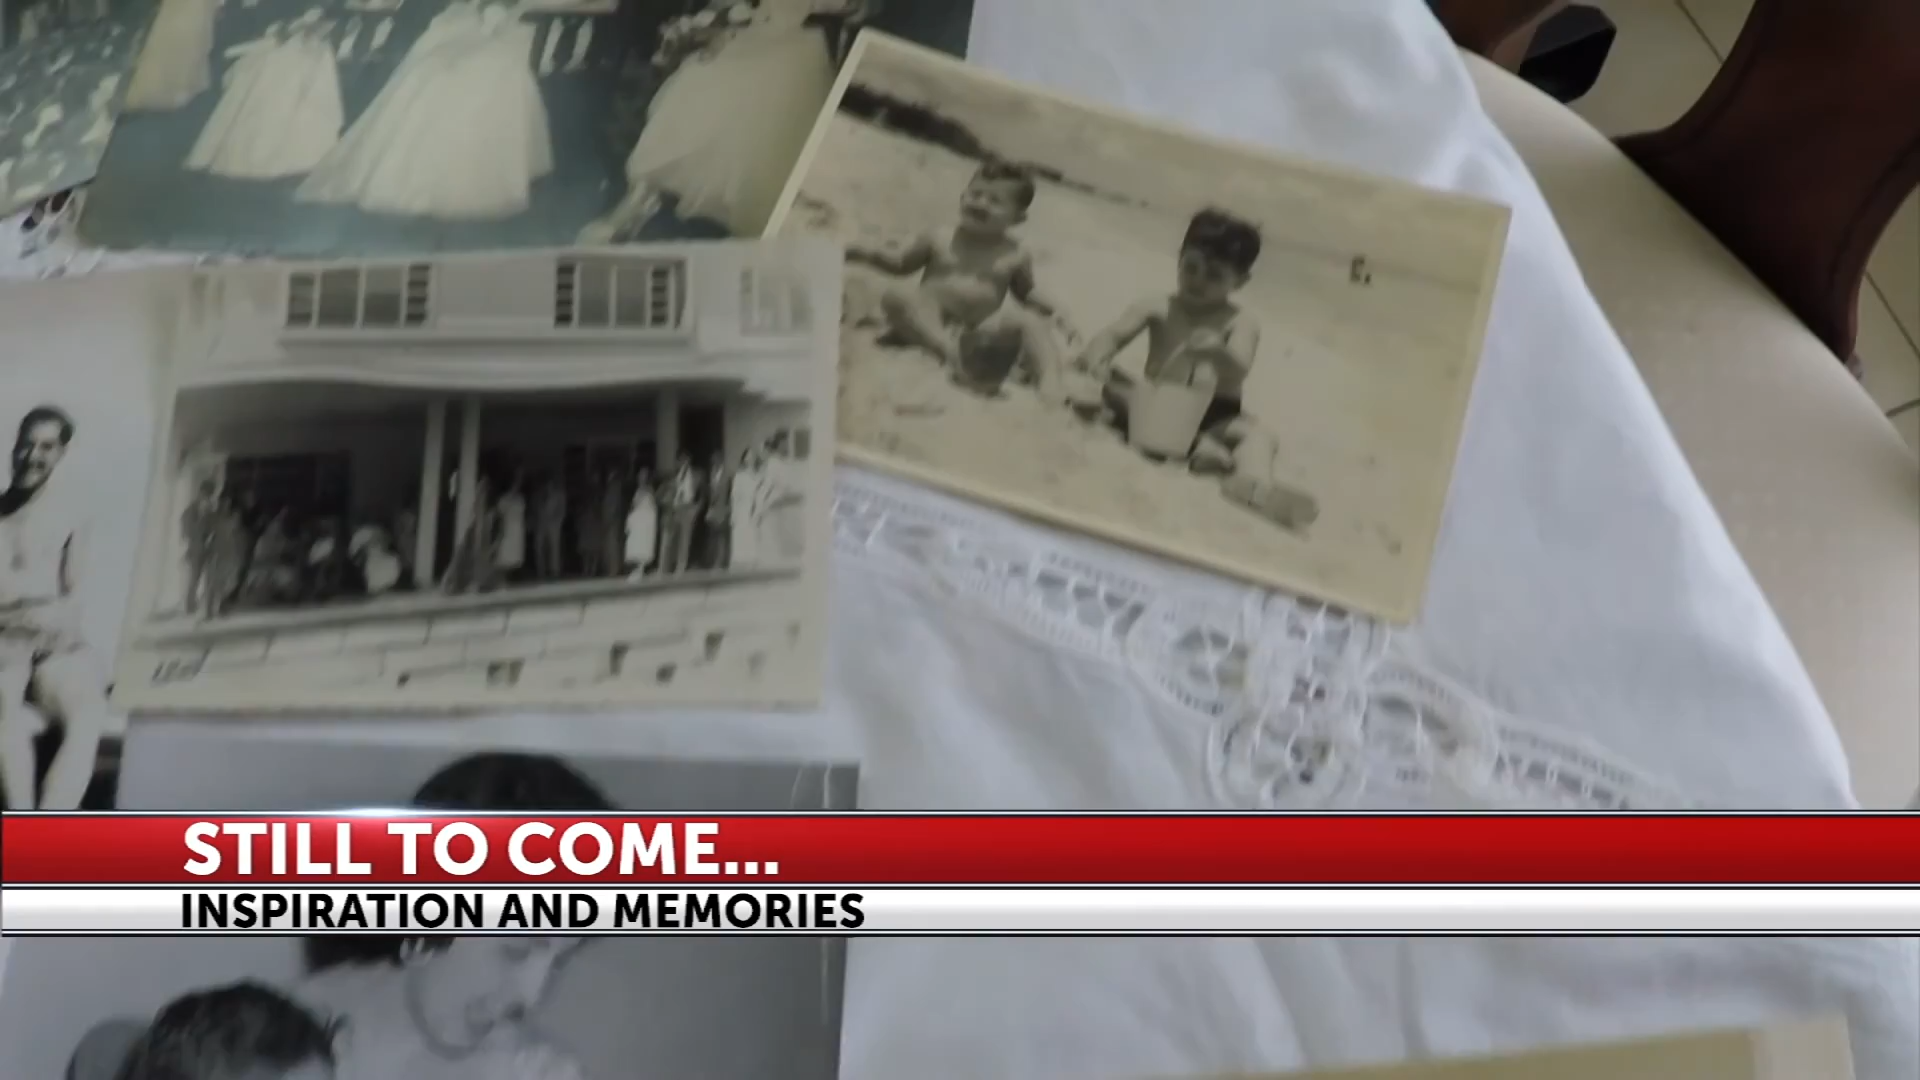 E.
STILL TO COME...
INSPIRATION AND MEMORIES